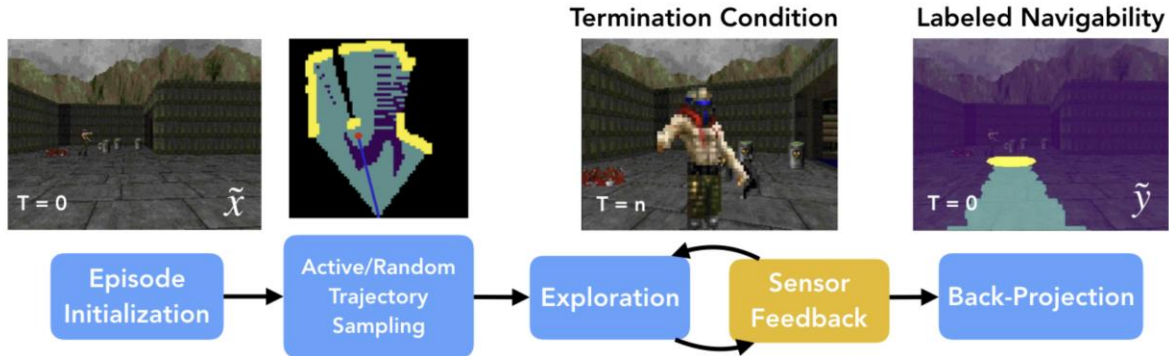 Termination Condition
Labeled Navigability
T = 0
x̃
T = n
T = 0
ỹ
Episode
Initialization
Active/Random
Trajectory
Sampling
Exploration
Sensor
Feedback
Back-Projection